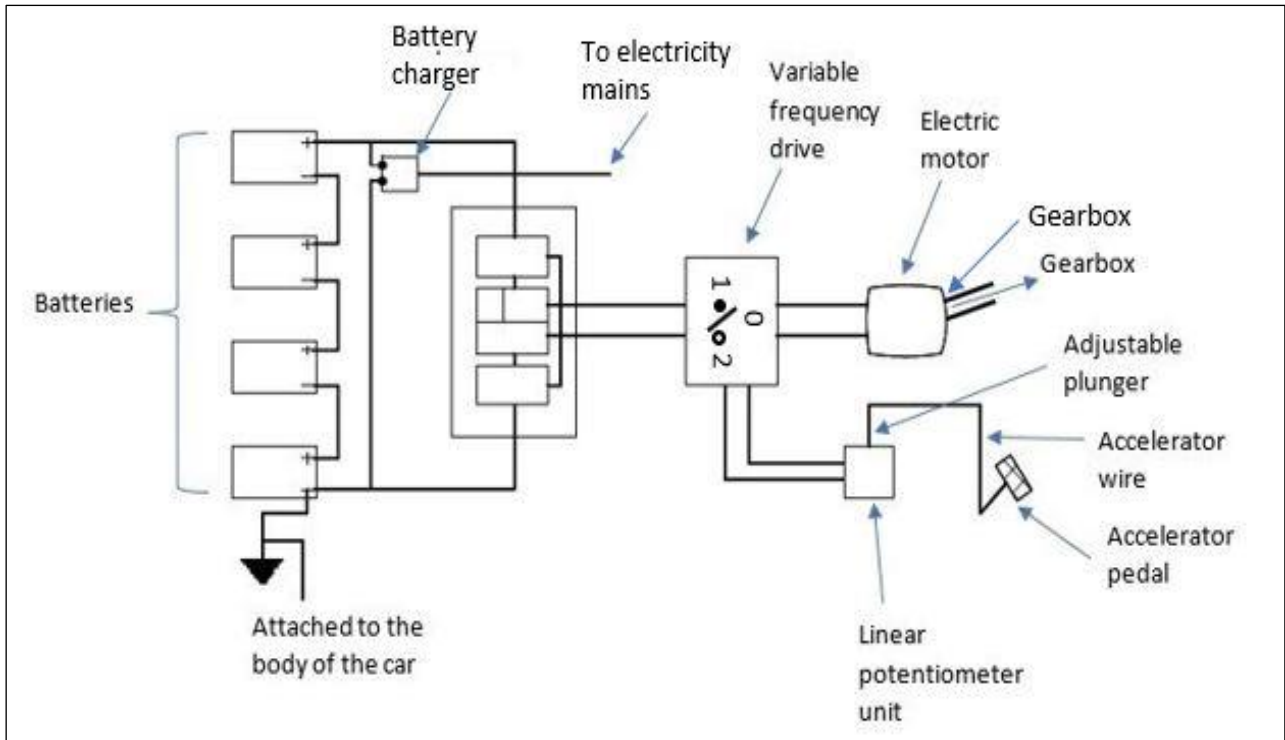 Battery
charger
To electricity
mains
Variable
frequency
drive
Electric
motor
Gearbox
Gearbox
Batteries
1
0
2
Adjustable
plunger
Accelerator
wire
Accelerator
pedal
Linear
potentiometer
unit
Attached to the
body of the car